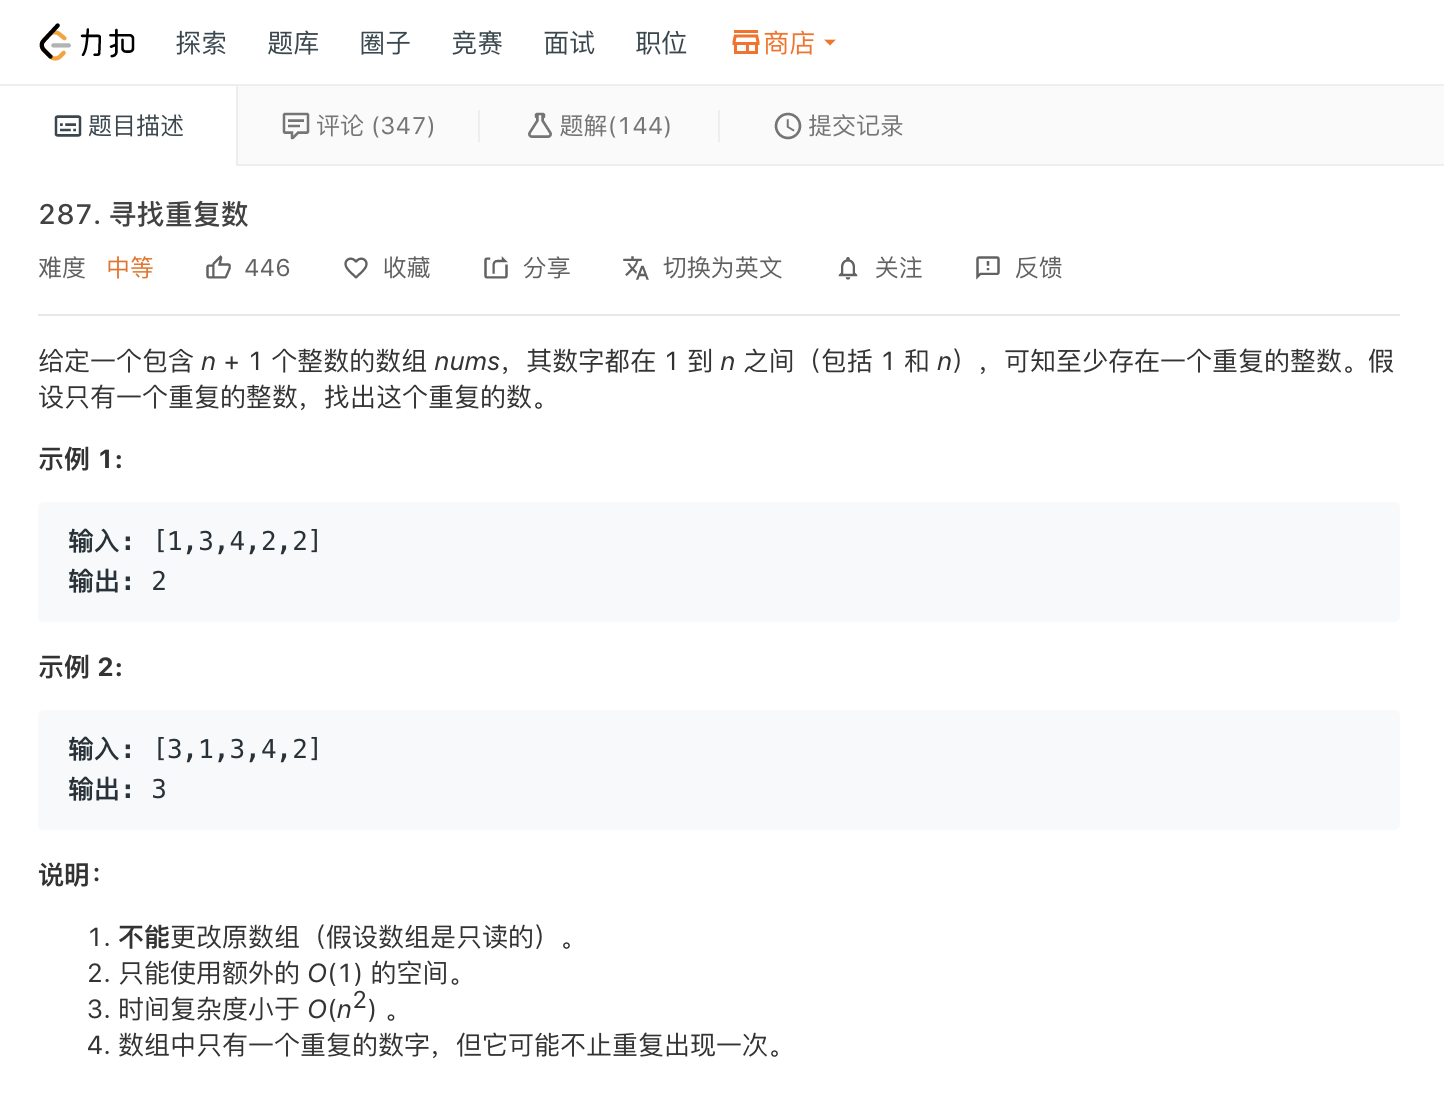 力扣 探索 题库 圈子 竞赛 面试 职位 商店
题目描述 评论 (347) 题解(144) 提交记录
287. 寻找重复数
难度 中等 446 收藏 分享 切换为英文 关注 反馈
给定一个包含 n + 1 个整数的数组 nums，其数字都在 1 到 n 之间（包括 1 和 n），可知至少存在一个重复的整数。假
设只有一个重复的整数，找出这个重复的数。
示例 1:
输入: [1,3,4,2,2]
输出: 2
示例 2:
输入: [3,1,3,4,2]
输出: 3
说明：
1. 不能更改原数组（假设数组是只读的）。
2. 只能使用额外的 O(1) 的空间。
3. 时间复杂度小于 O(n²) 。
4. 数组中只有一个重复的数字，但它可能不止重复出现一次。